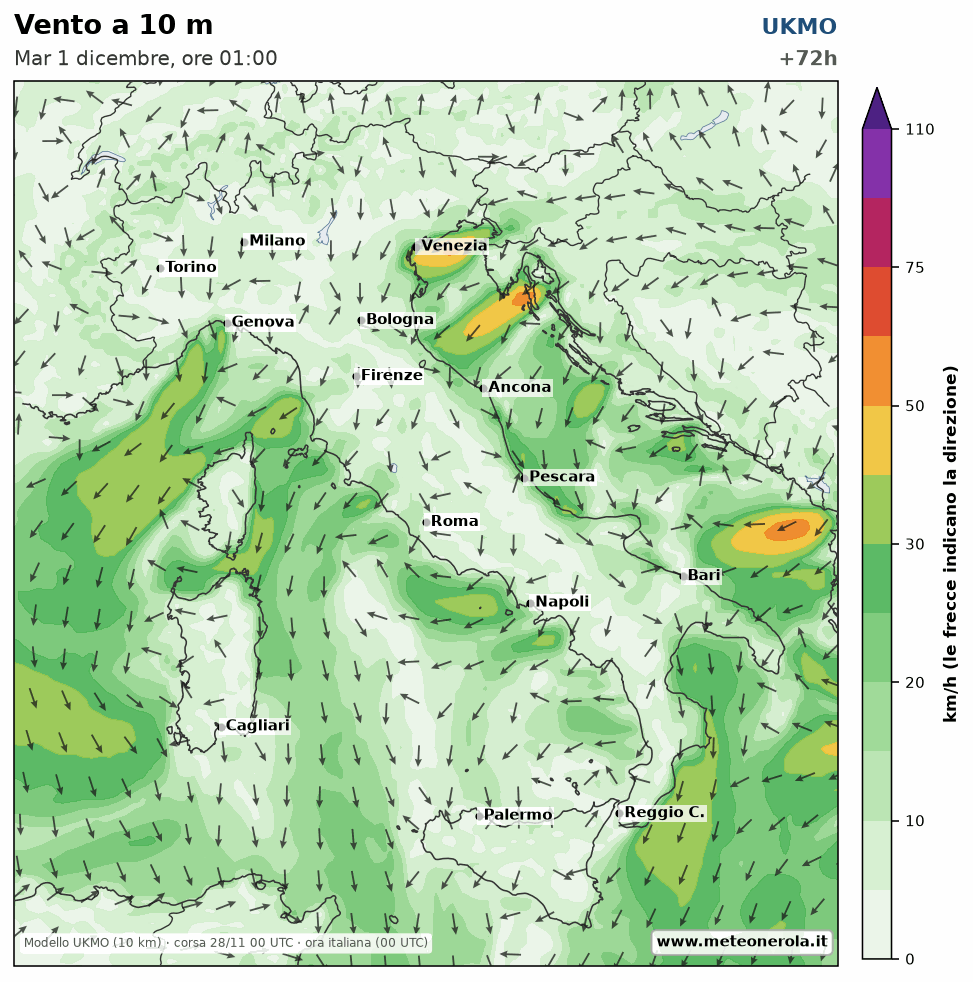 Vento a 10 m
UKMO
Mar 1 dicembre, ore 01:00
+72h
110
75
50
30
20
10
0
km/h (le frecce indicano la direzione)
Venezia
Milano
Torino
Bologna
Genova
Firenze
Ancona
Pescara
Roma
Bari
Napoli
Cagliari
Palermo
Reggio C.
Modello UKMO (10 km) · corsa 28/11 00 UTC · ora italiana (00 UTC)
www.meteonerola.it